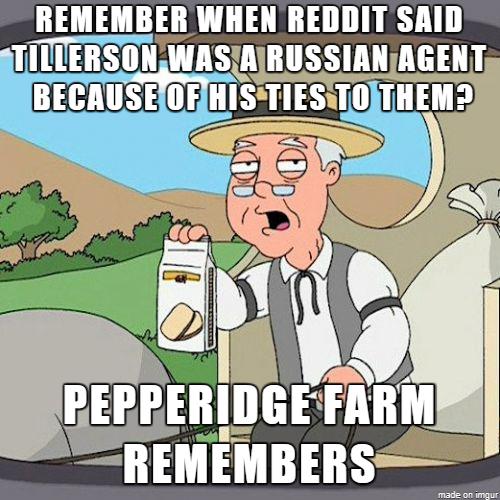 REMEMBER WHEN REDDIT SAID
TILLERSON WAS A RUSSIAN AGENT
BECAUSE OF HIS TIES TO THEM?
PEPPERIDGE FARM
REMEMBERS
made on imgur